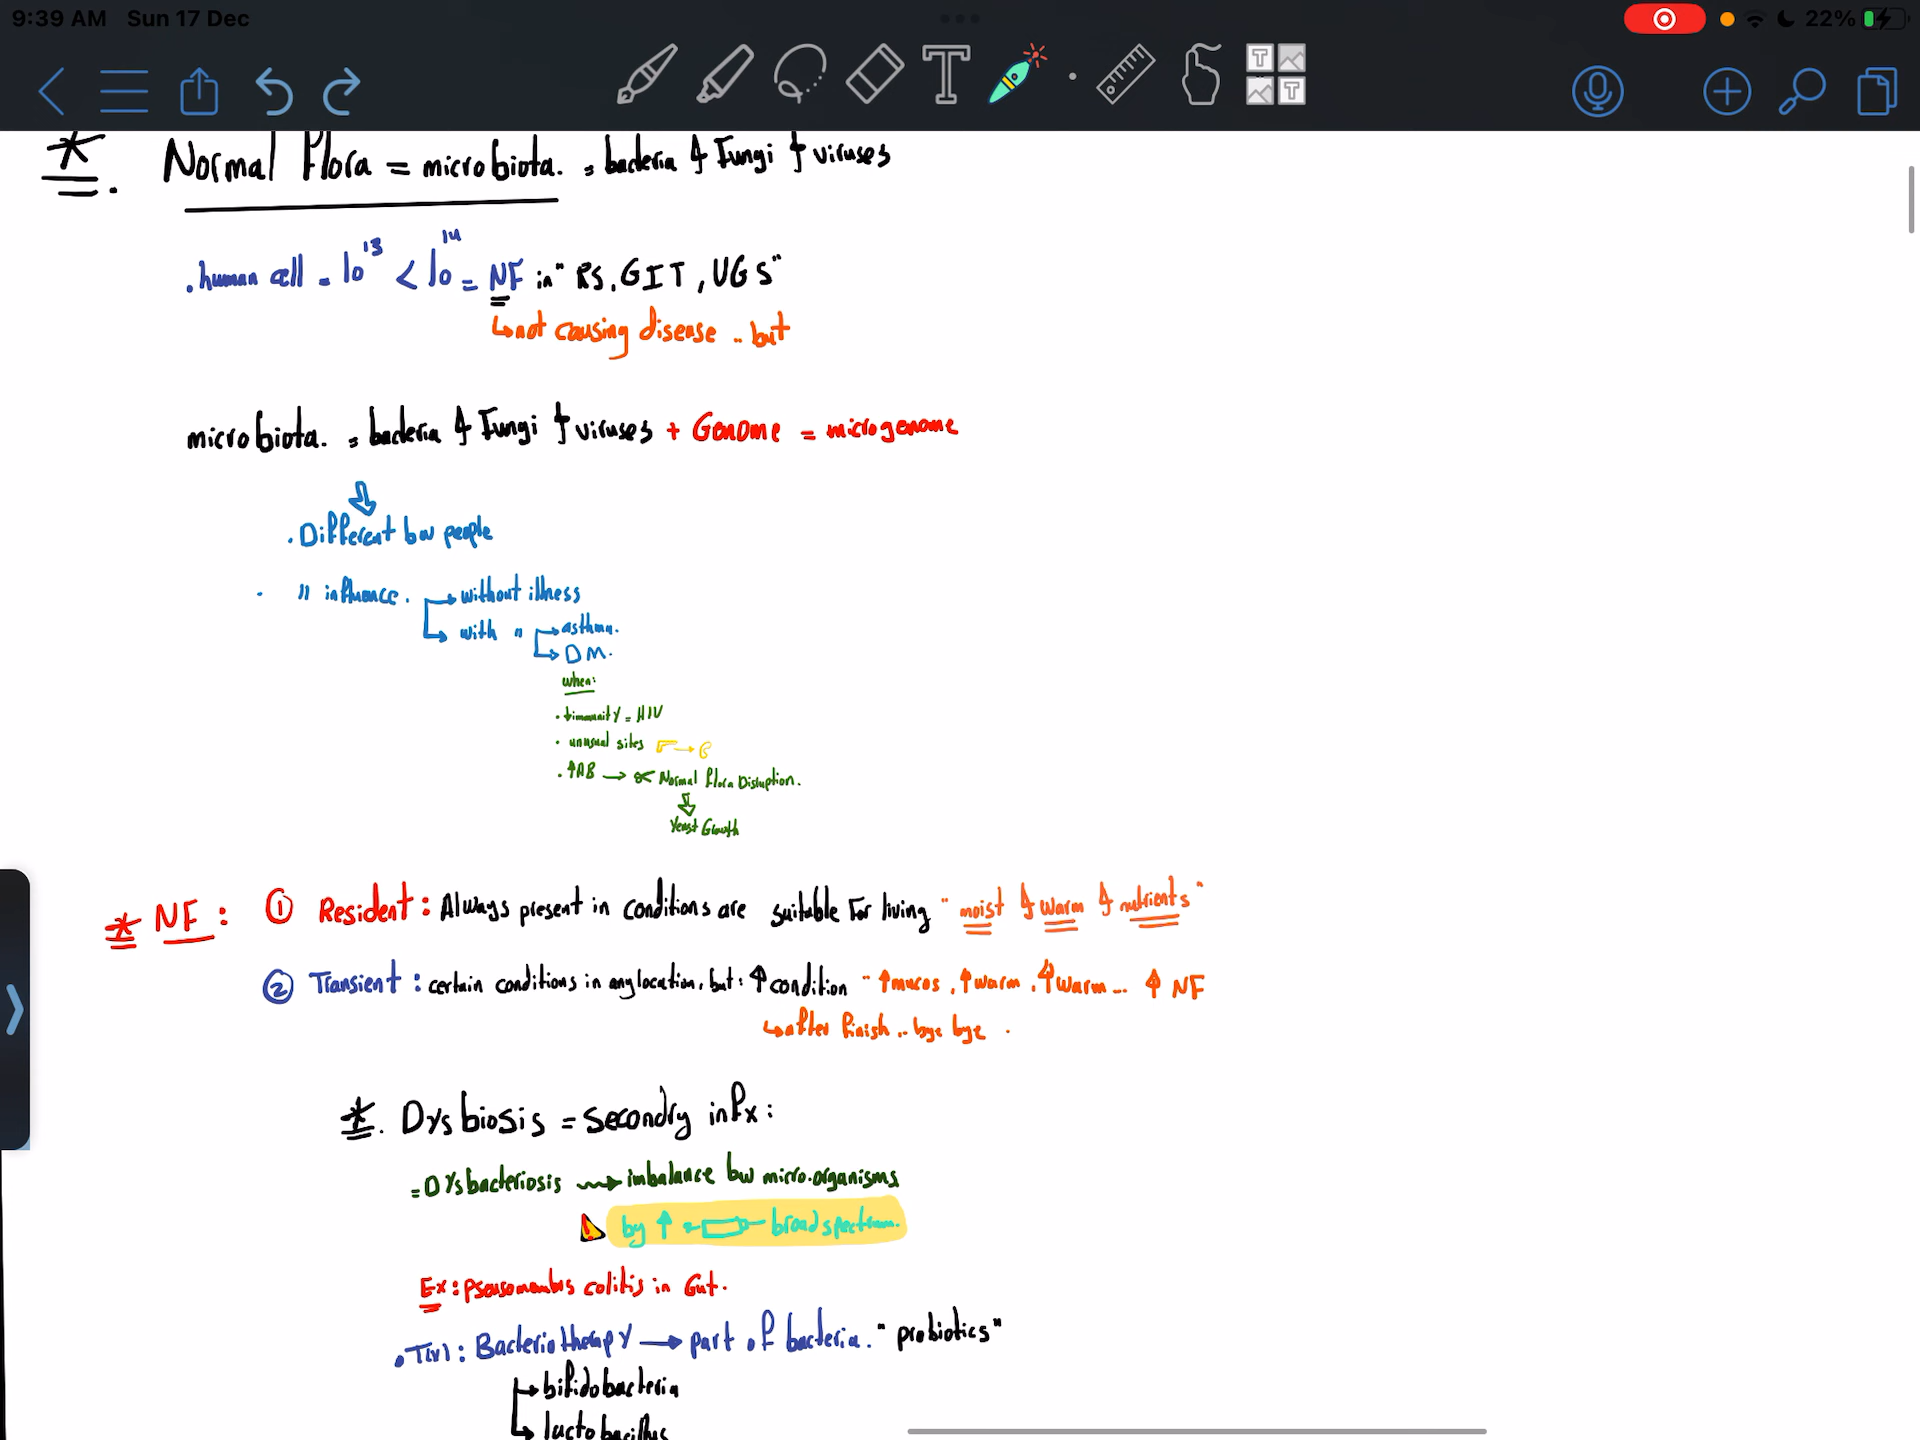 9:39 AM Sun 17 Dec
22%
Normal Flora = microbiota. = bacteria & Fungi & viruses
. human cell = 10^13 < 10^14 = NF in "RS, GIT, UGS"
↳ not causing disease .. but
microbiota. = bacteria & Fungi & viruses + Genome = microgenome
. Different bw people
. " influence. → without illness
↳ with " → asthma.
↳ DM.
when:
. ↓immunity = HIV
. unusual sites
. ↑AB → Normal flora Disruption.
Yeast Growth
* NF : ① Resident : Always present in conditions are suitable for living "moist & warm & nutrients"
② Transient : certain conditions in any location, but : ↑ condition " ↑mucos , ↑warm , ↑warm ... ↑ NF
↳ after finish .. bye bye .
*. Dysbiosis = secondry infx :
= Dysbacteriosis → imbalance bw micro.organisms
by ↑ broad spectrum.
Ex : colitis in Gut.
. T(x) : Bacteriotherapy → part of bacteria. "probiotics"
→ bifidobacteria
↳ lactobacillus